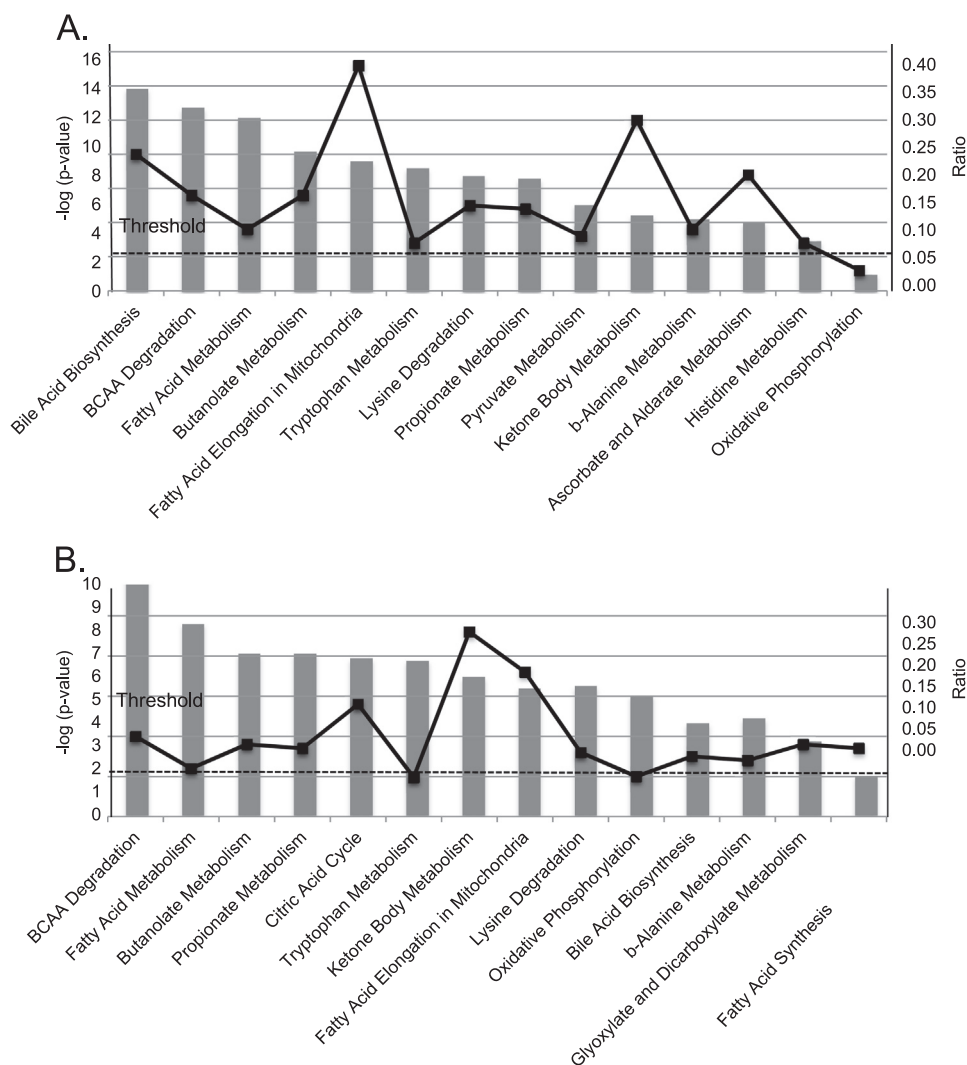 A.
16
14
12
10
8
6
4
2
0
-log (p-value)
Threshold
0.40
0.35
0.30
0.25
0.20
0.15
0.10
0.05
0.00
Ratio
Bile Acid Biosynthesis
BCAA Degradation
Fatty Acid Metabolism
Butanolate Metabolism
Fatty Acid Elongation in Mitochondria
Tryptophan Metabolism
Lysine Degradation
Propionate Metabolism
Pyruvate Metabolism
Ketone Body Metabolism
b-Alanine Metabolism
Ascorbate and Aldarate Metabolism
Histidine Metabolism
Oxidative Phosphorylation
B.
10
9
8
7
6
5
4
3
2
1
0
-log (p-value)
Threshold
0.30
0.25
0.20
0.15
0.10
0.05
0.00
Ratio
BCAA Degradation
Fatty Acid Metabolism
Butanolate Metabolism
Propionate Metabolism
Citric Acid Cycle
Tryptophan Metabolism
Ketone Body Metabolism
Fatty Acid Elongation in Mitochondria
Lysine Degradation
Oxidative Phosphorylation
Bile Acid Biosynthesis
b-Alanine Metabolism
Glyoxylate and Dicarboxylate Metabolism
Fatty Acid Synthesis